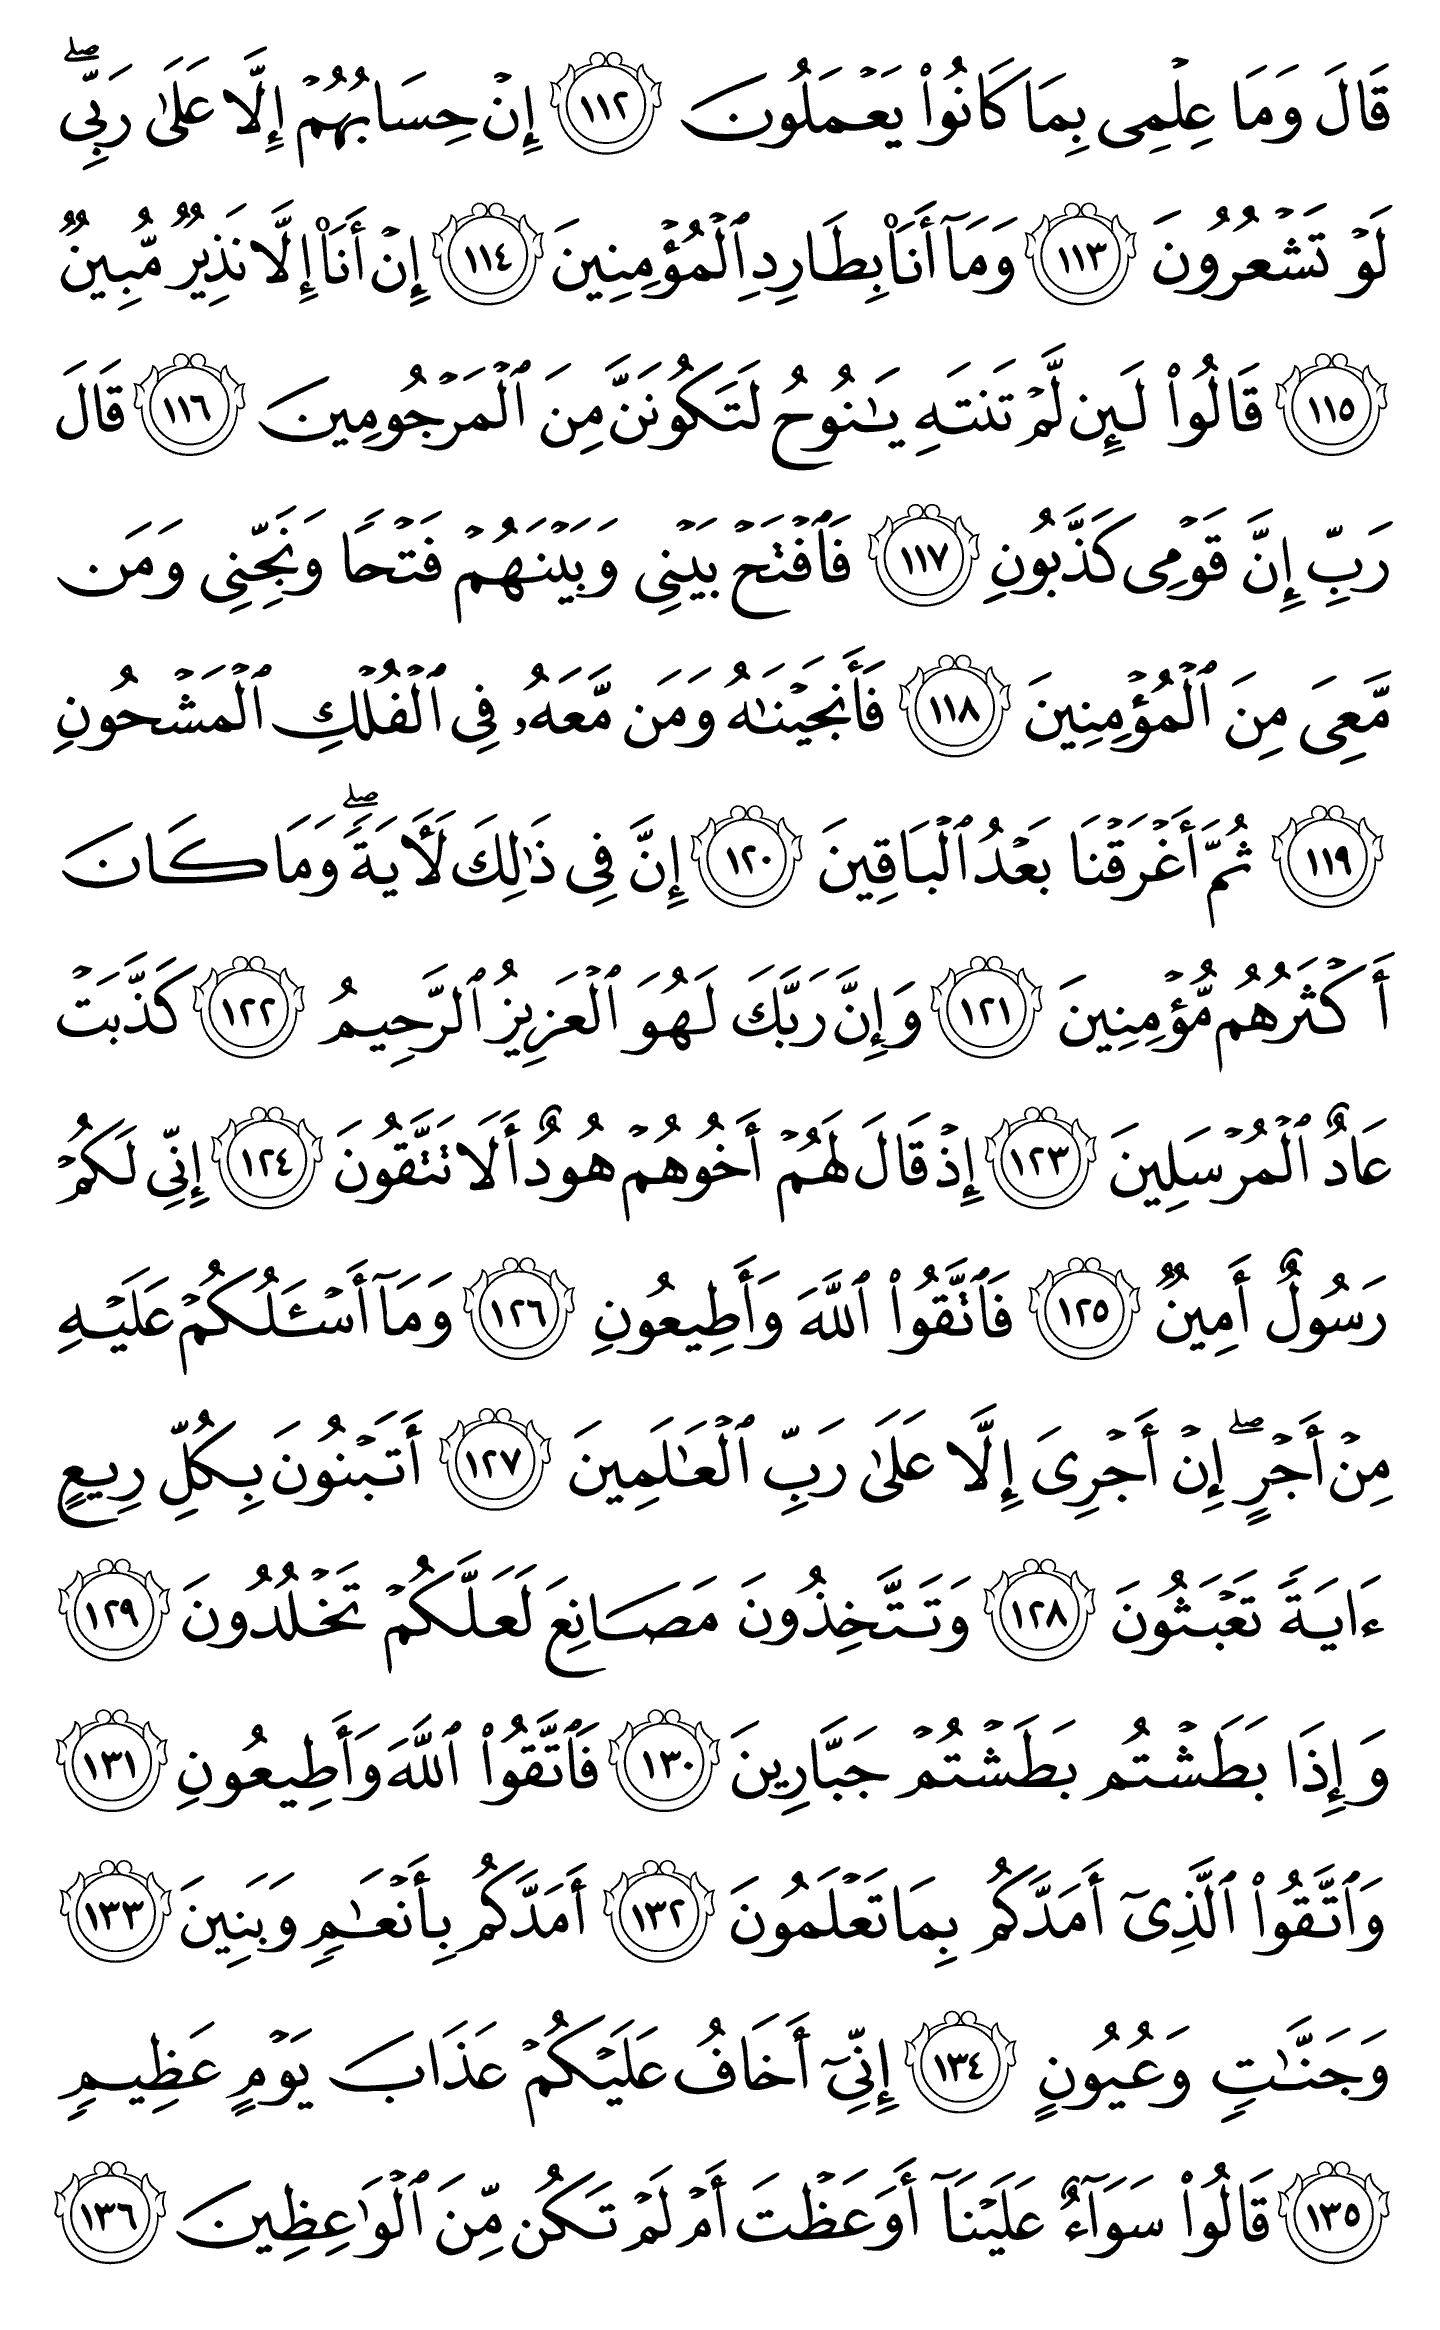 قَالَ وَمَا عِلْمِى بِمَا كَانُوا۟ يَعْمَلُونَ ١١٢ إِنْ حِسَابُهُمْ إِلَّا عَلَىٰ رَبِّى ۖ
لَوْ تَشْعُرُونَ ١١٣ وَمَآ أَنَا۠ بِطَارِدِ ٱلْمُؤْمِنِينَ ١١٤ إِنْ أَنَا۠ إِلَّا نَذِيرٌ مُّبِينٌ
١١٥ قَالُوا۟ لَئِن لَّمْ تَنتَهِ يَـٰنُوحُ لَتَكُونَنَّ مِنَ ٱلْمَرْجُومِينَ ١١٦ قَالَ
رَبِّ إِنَّ قَوْمِى كَذَّبُونِ ١١٧ فَٱفْتَحْ بَيْنِى وَبَيْنَهُمْ فَتْحًا وَنَجِّنِى وَمَن
مَّعِىَ مِنَ ٱلْمُؤْمِنِينَ ١١٨ فَأَنجَيْنَـٰهُ وَمَن مَّعَهُۥ فِى ٱلْفُلْكِ ٱلْمَشْحُونِ
١١٩ ثُمَّ أَغْرَقْنَا بَعْدُ ٱلْبَاقِينَ ١٢٠ إِنَّ فِى ذَٰلِكَ لَـَٔايَةً ۖ وَمَا كَانَ
أَكْثَرُهُم مُّؤْمِنِينَ ١٢١ وَإِنَّ رَبَّكَ لَهُوَ ٱلْعَزِيزُ ٱلرَّحِيمُ ١٢٢ كَذَّبَتْ
عَادٌ ٱلْمُرْسَلِينَ ١٢٣ إِذْ قَالَ لَهُمْ أَخُوهُمْ هُودٌ أَلَا تَتَّقُونَ ١٢٤ إِنِّى لَكُمْ
رَسُولٌ أَمِينٌ ١٢٥ فَٱتَّقُوا۟ ٱللَّهَ وَأَطِيعُونِ ١٢٦ وَمَآ أَسْـَٔلُكُمْ عَلَيْهِ
مِنْ أَجْرٍ ۖ إِنْ أَجْرِىَ إِلَّا عَلَىٰ رَبِّ ٱلْعَـٰلَمِينَ ١٢٧ أَتَبْنُونَ بِكُلِّ رِيعٍ
ءَايَةً تَعْبَثُونَ ١٢٨ وَتَتَّخِذُونَ مَصَانِعَ لَعَلَّكُمْ تَخْلُدُونَ ١٢٩
وَإِذَا بَطَشْتُم بَطَشْتُمْ جَبَّارِينَ ١٣٠ فَٱتَّقُوا۟ ٱللَّهَ وَأَطِيعُونِ ١٣١
وَٱتَّقُوا۟ ٱلَّذِىٓ أَمَدَّكُم بِمَا تَعْلَمُونَ ١٣٢ أَمَدَّكُم بِأَنْعَـٰمٍ وَبَنِينَ ١٣٣
وَجَنَّـٰتٍ وَعُيُونٍ ١٣٤ إِنِّىٓ أَخَافُ عَلَيْكُمْ عَذَابَ يَوْمٍ عَظِيمٍ
١٣٥ قَالُوا۟ سَوَآءٌ عَلَيْنَآ أَوَعَظْتَ أَمْ لَمْ تَكُن مِّنَ ٱلْوَٰعِظِينَ ١٣٦